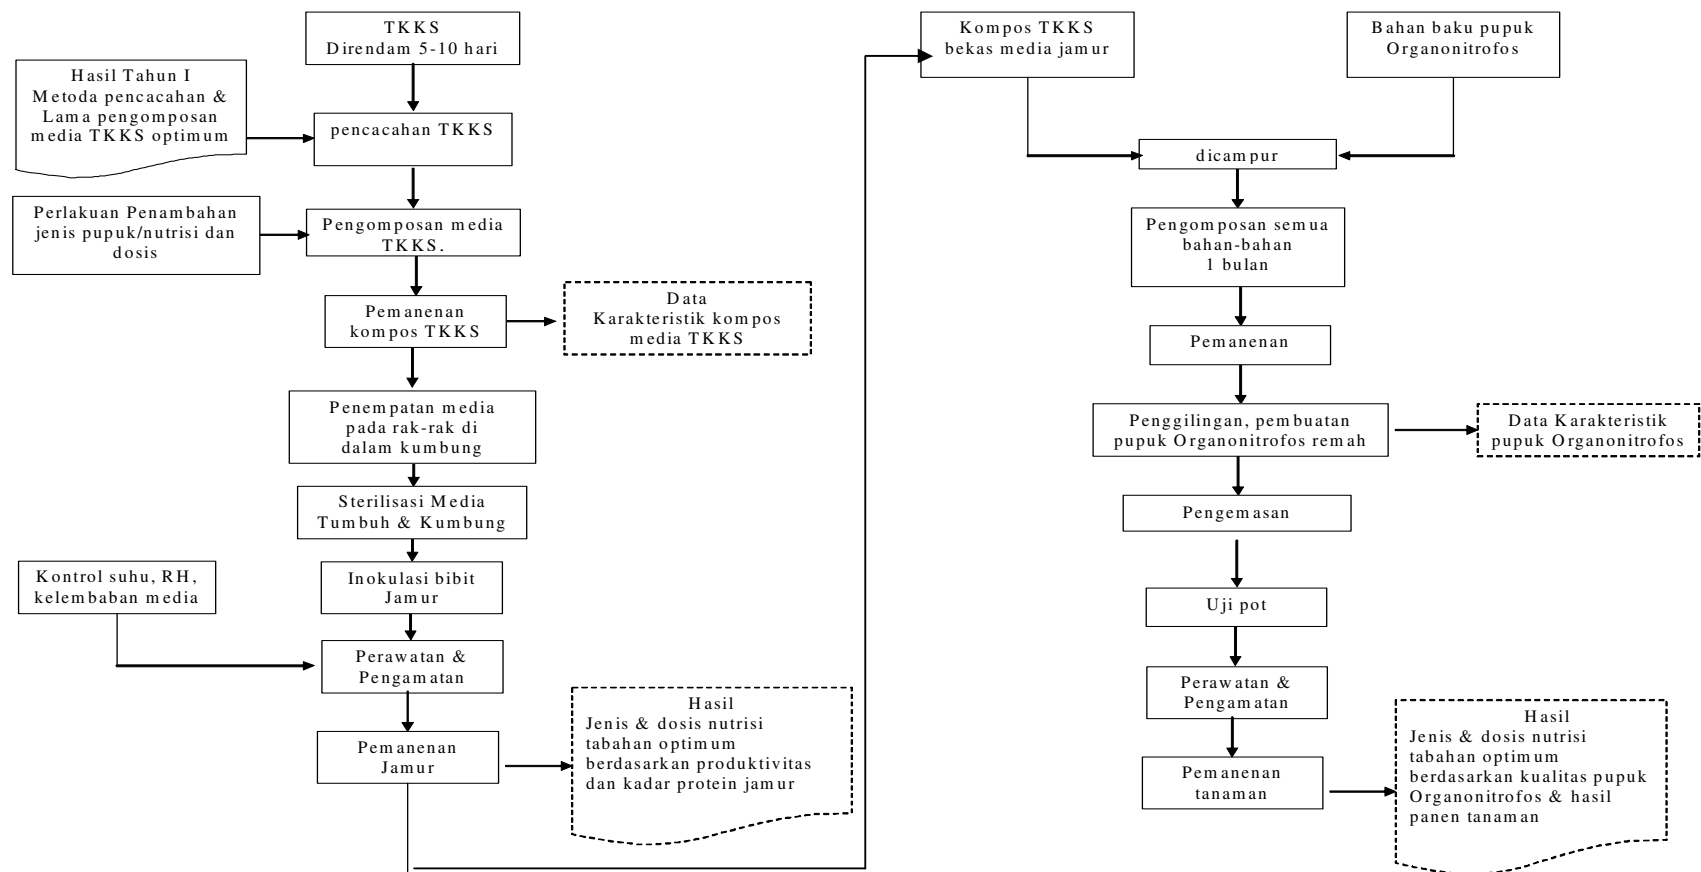 TKKS
Direndam 5-10 hari
Hasil Tahun I
Metoda pencacahan &
Lama pengomposan
media TKKS optimum
pencacahan TKKS
Perlakuan Penambahan
jenis pupuk/nutrisi dan
dosis
Pengomposan media
TKKS.
Pemanenan
kompos TKKS
Data
Karakteristik kompos
media TKKS
Penempatan media
pada rak-rak di
dalam kumbung
Sterilisasi Media
Tumbuh & Kumbung
Kontrol suhu, RH,
kelembaban media
Inokulasi bibit
Jamur
Perawatan &
Pengamatan
Pemanenan
Jamur
Hasil
Jenis & dosis nutrisi
tabahan optimum
berdasarkan produktivitas
dan kadar protein jamur
Kompos TKKS
bekas media jamur
Bahan baku pupuk
Organonitrofos
dicampur
Pengomposan semua
bahan-bahan
1 bulan
Pemanenan
Penggilingan, pembuatan
pupuk Organonitrofos remah
Data Karakteristik
pupuk Organonitrofos
Pengemasan
Uji pot
Perawatan &
Pengamatan
Pemanenan
tanaman
Hasil
Jenis & dosis nutrisi
tabahan optimum
berdasarkan kualitas pupuk
Organonitrofos & hasil
panen tanaman